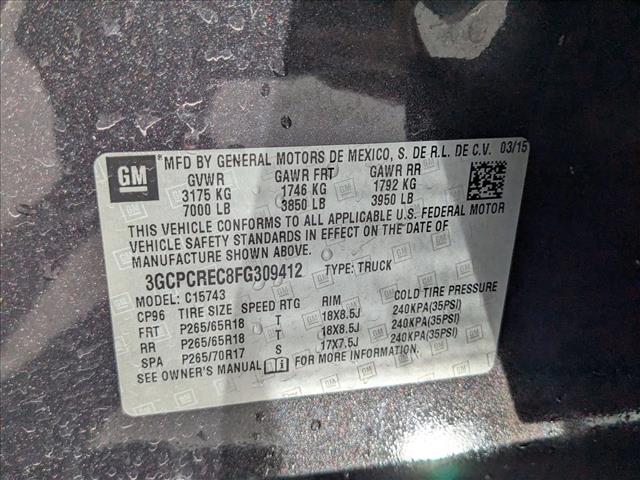 GM *MFD BY GENERAL MOTORS DE MEXICO, S. DE R.L. DE C.V. 03/15
GVWR GAWR FRT GAWR RR
3175 KG 1746 KG 1792 KG
7000 LB 3850 LB 3950 LB
THIS VEHICLE CONFORMS TO ALL APPLICABLE U.S. FEDERAL MOTOR
VEHICLE SAFETY STANDARDS IN EFFECT ON THE DATE OF
MANUFACTURE SHOWN ABOVE.
3GCPCREC8FG309412 TYPE: TRUCK
MODEL: C15743
CP96 TIRE SIZE SPEED RTG RIM COLD TIRE PRESSURE
FRT P265/65R18 T 18X8.5J 240KPA(35PSI)
RR P265/65R18 T 18X8.5J 240KPA(35PSI)
SPA P265/70R17 S 17X7.5J 240KPA(35PSI)
SEE OWNER'S MANUAL FOR MORE INFORMATION.